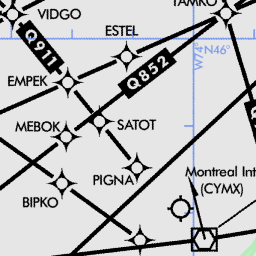 TAMKO
VIDGO
ESTEL
Q911
W74°
N46°
EMPEK
Q852
MEBOK
SATOT
PIGNA
Montreal Int
(CYMX)
BIPKO